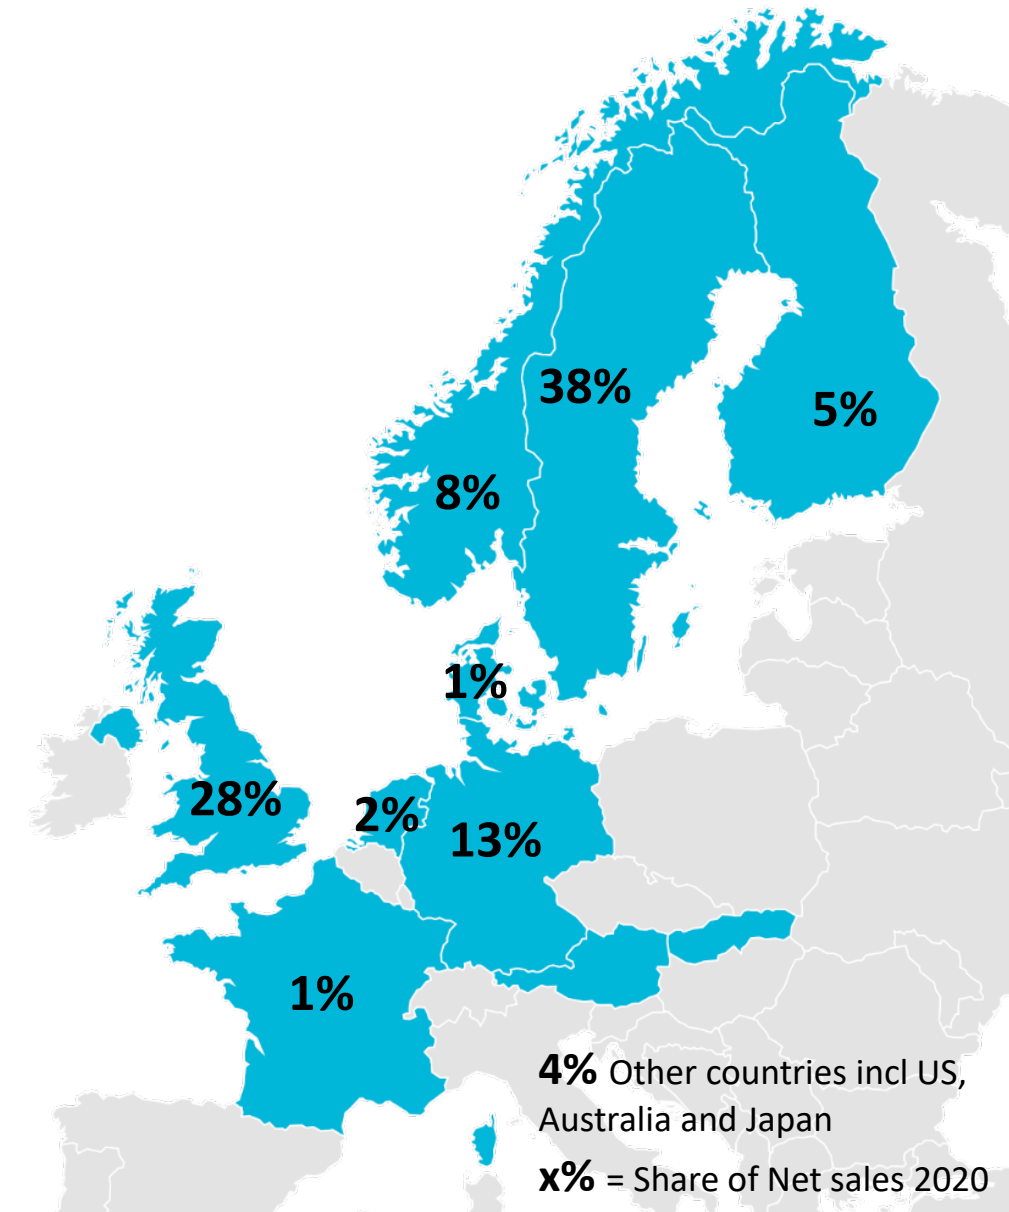 38%
5%
8%
1%
28%
2%
13%
1%
4% Other countries incl US,
Australia and Japan
x% = Share of Net sales 2020